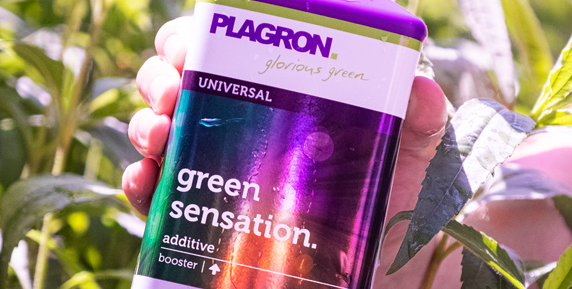 PLAGRON.
glorious green
UNIVERSAL
green
sensation.
additive
booster